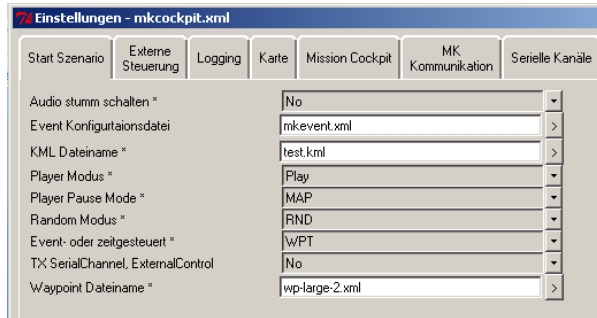 Einstellungen - mkcockpit.xml
Start Szenario
Externe
Steuerung
Logging
Karte
Mission Cockpit
MK
Kommunikation
Serielle Kanäle
Audio stumm schalten * No
Event Konfigurtaionsdatei mkevent.xml >
KML Dateiname * test.kml >
Player Modus * Play
Player Pause Mode * MAP
Random Modus * RND
Event- oder zeitgesteuert * WPT
TX SerialChannel, ExternalControl No
Waypoint Dateiname * wp-large-2.xml >